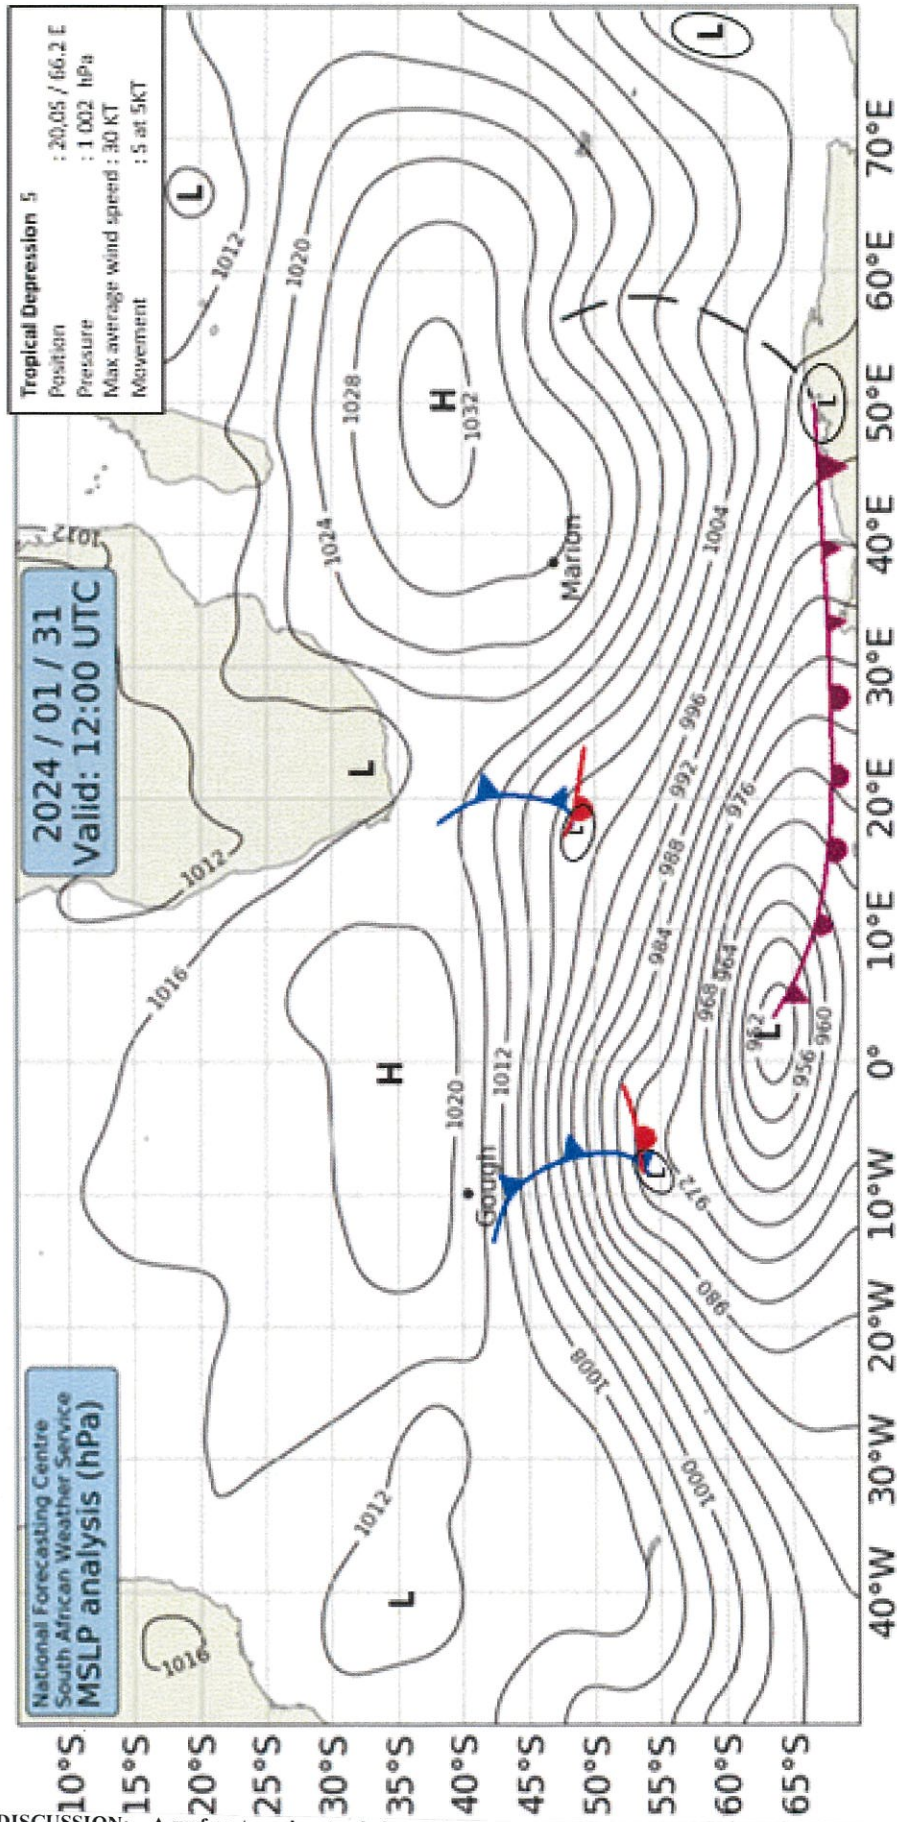 National Forecasting Centre
South African Weather Service
MSLP analysis (hPa)
2024 / 01 / 31
Valid: 12:00 UTC
Tropical Depression 5
Position : 20,05 / 66.2 E
Pressure : 1 002 hPa
Max average wind speed : 30 KT
Movement : S at 5KT
10°S
15°S
20°S
25°S
30°S
35°S
40°S
45°S
50°S
55°S
60°S
65°S
40°W
30°W
20°W
10°W
0°
10°E
20°E
30°E
40°E
50°E
60°E
70°E
1016
1012
L
1016
1012
1012
1012
L
1020
H
1020
L
1024
1028
H
1032
Marion
Gough
1012
1008
1000
980
972
L
L
984
988
992
996
1004
976
968
964
952
L
956
960
L
L
DISCUSSION: